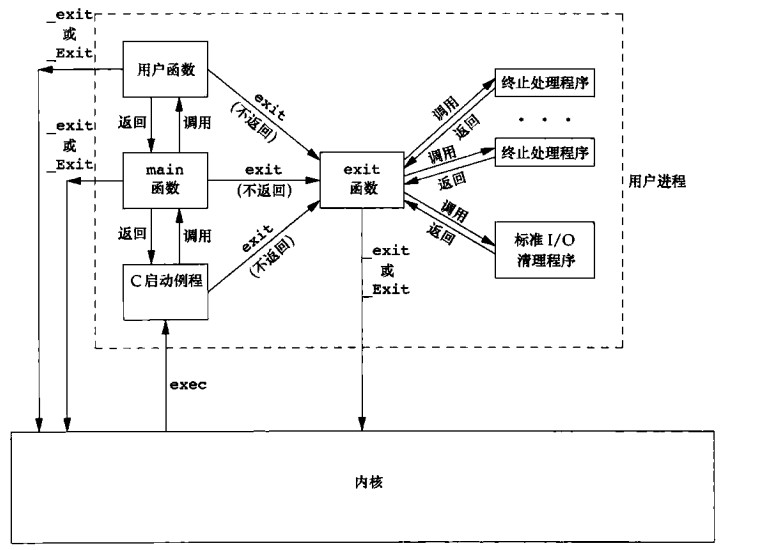 _exit
或
_Exit
用户函数
exit
(不返回)
调用
返回
终止处理程序
· · ·
返回
调用
_exit
或
_Exit
main
函数
exit
(不返回)
exit
函数
调用
返回
终止处理程序
用户进程
返回
调用
exit
(不返回)
调用
返回
标准 I/O
清理程序
C启动例程
_exit
或
_Exit
exec
内核